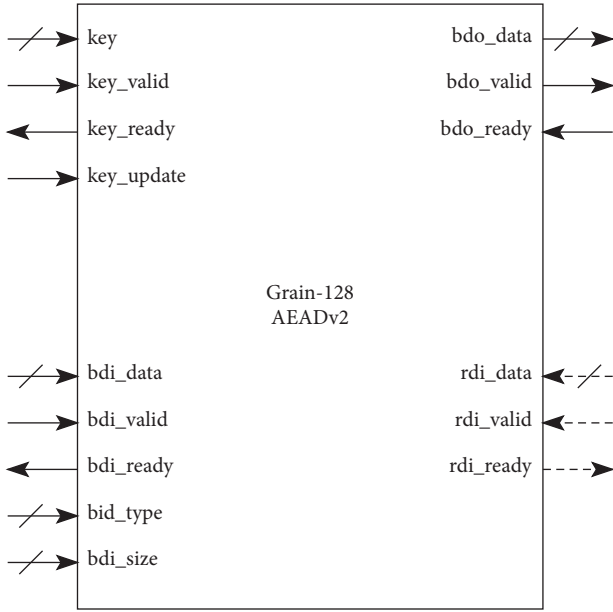 key
bdo_data
key_valid
bdo_valid
key_ready
bdo_ready
key_update
Grain-128
AEADv2
bdi_data
rdi_data
bdi_valid
rdi_valid
bdi_ready
rdi_ready
bid_type
bdi_size